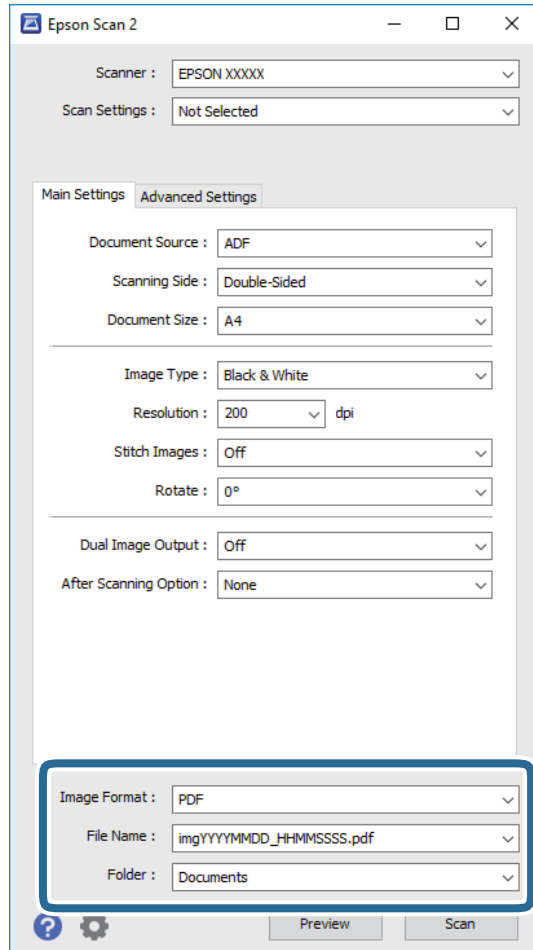 Epson Scan 2
Scanner : EPSON XXXXX
Scan Settings : Not Selected
Main Settings Advanced Settings
Document Source : ADF
Scanning Side : Double-Sided
Document Size : A4
Image Type : Black & White
Resolution : 200 dpi
Stitch Images : Off
Rotate : 0°
Dual Image Output : Off
After Scanning Option : None
Image Format : PDF
File Name : imgYYYYMMDD_HHMMSSSS.pdf
Folder : Documents
? Preview Scan